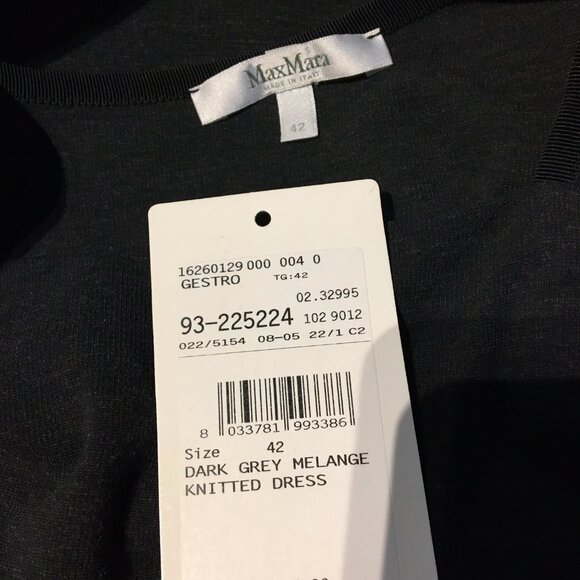 MaxMara
MADE IN ITALY
42
16260129 000 004 0
GESTRO TG:42
02.32995
93-225224 102 9012
022/5154 08-05 22/1 C2
8 033781 993386
Size 42
DARK GREY MELANGE
KNITTED DRESS